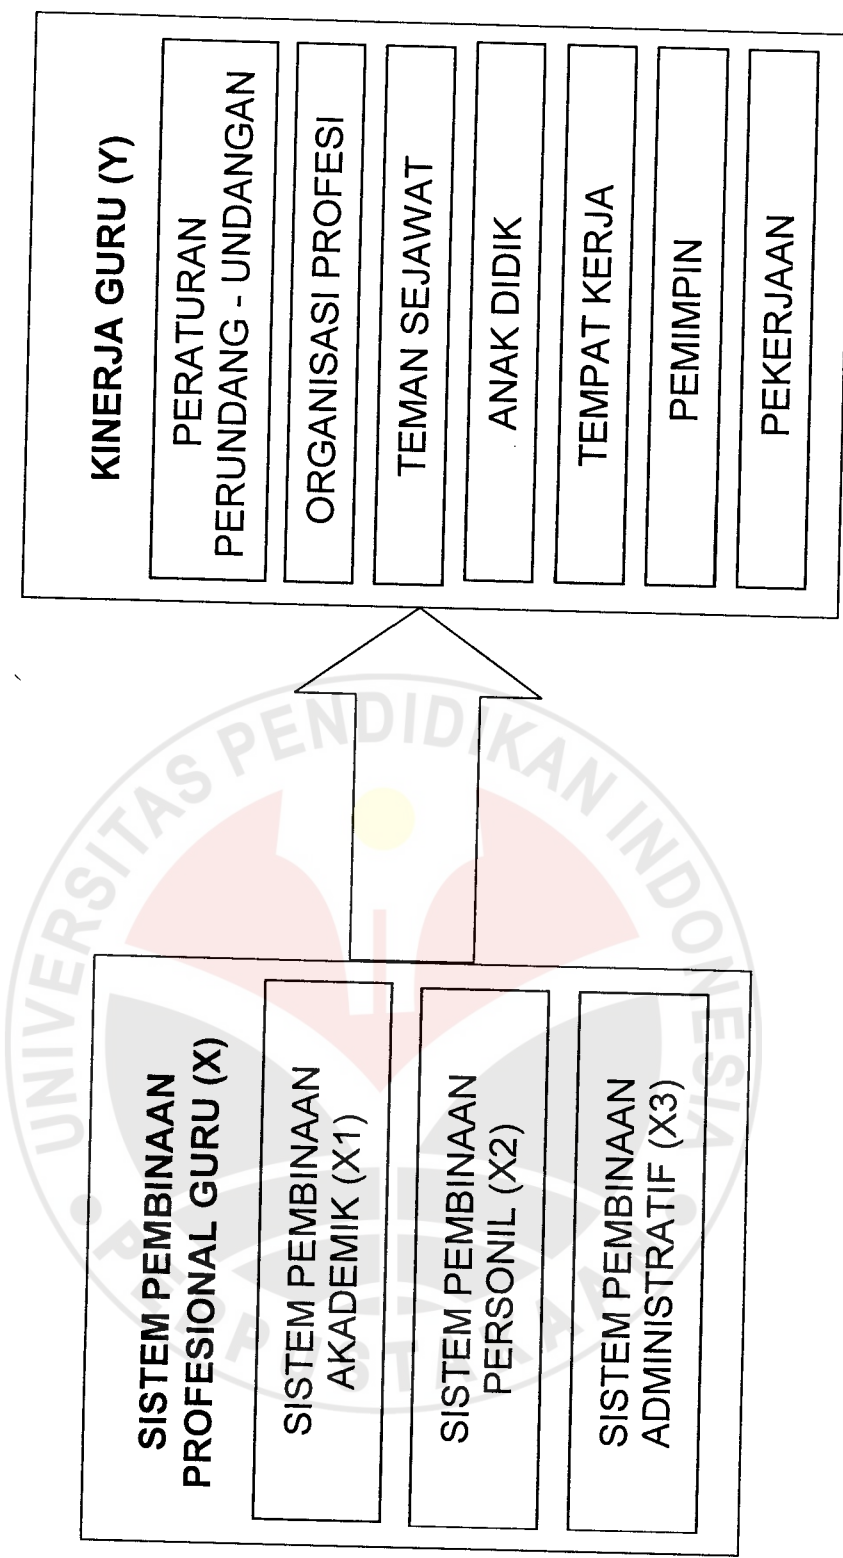 SISTEM PEMBINAAN
PROFESIONAL GURU (X)
SISTEM PEMBINAAN
AKADEMIK (X1)
SISTEM PEMBINAAN
PERSONIL (X2)
SISTEM PEMBINAAN
ADMINISTRATIF (X3)
KINERJA GURU (Y)
PERATURAN
PERUNDANG - UNDANGAN
ORGANISASI PROFESI
TEMAN SEJAWAT
ANAK DIDIK
TEMPAT KERJA
PEMIMPIN
PEKERJAAN
UNIVERSITAS PENDIDIKAN INDONESIA
PERPUSTAKAAN